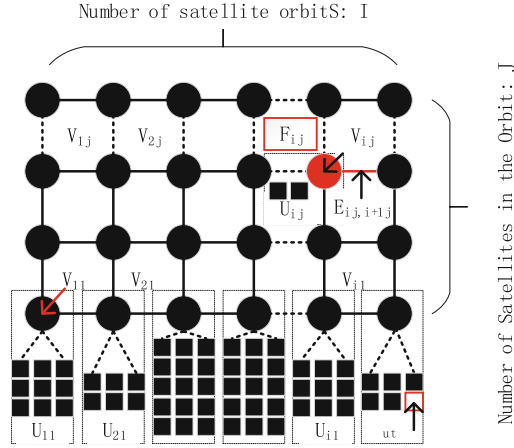 Number of satellite orbitS: I
V1j
V2j
Fij
Vij
Uij
Eij,i+1j
V11
V21
Vi1
U11
U21
Ui1
ut
Number of Satellites in the Orbit: J